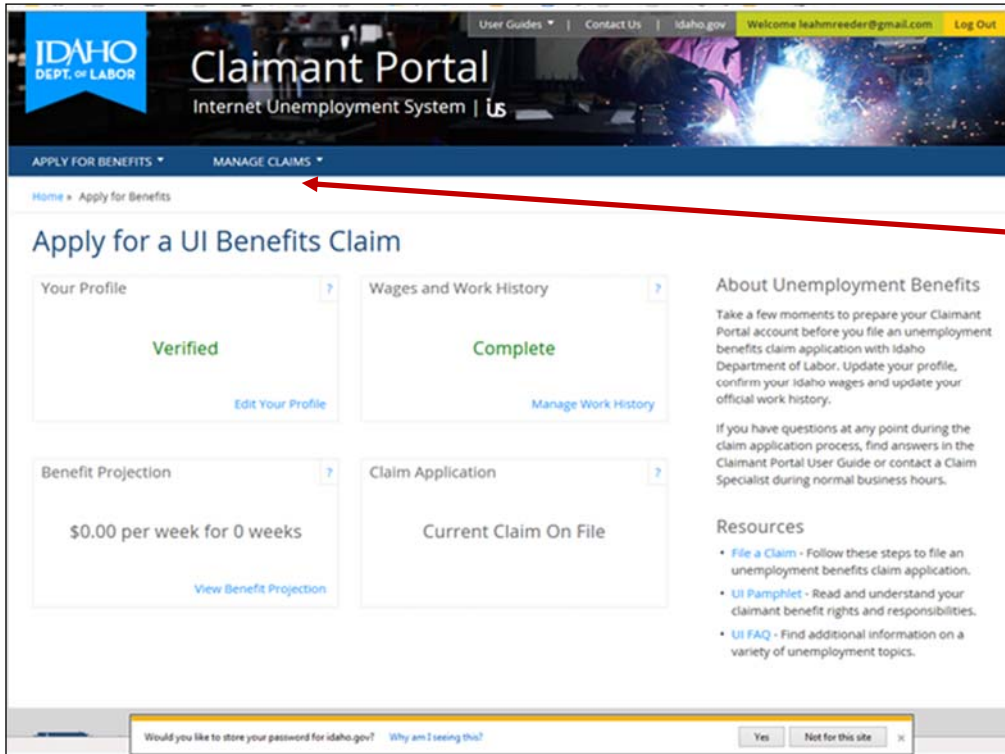 User Guides | Contact Us | Idaho.gov Welcome leahmreeder@gmail.com Log Out
IDAHO
DEPT. OF LABOR
Claimant Portal
Internet Unemployment System | ius
APPLY FOR BENEFITS MANAGE CLAIMS
Home » Apply for Benefits
Apply for a UI Benefits Claim
Your Profile ?
Verified
Edit Your Profile
Wages and Work History ?
Complete
Manage Work History
Benefit Projection ?
$0.00 per week for 0 weeks
View Benefit Projection
Claim Application ?
Current Claim On File
About Unemployment Benefits
Take a few moments to prepare your Claimant
Portal account before you file an unemployment
benefits claim application with Idaho
Department of Labor. Update your profile,
confirm your Idaho wages and update your
official work history.
If you have questions at any point during the
claim application process, find answers in the
Claimant Portal User Guide or contact a Claim
Specialist during normal business hours.
Resources
• File a Claim - Follow these steps to file an
unemployment benefits claim application.
• UI Pamphlet - Read and understand your
claimant benefit rights and responsibilities.
• UI FAQ - Find additional information on a
variety of unemployment topics.
Would you like to store your password for idaho.gov? Why am I seeing this? Yes Not for this site ×